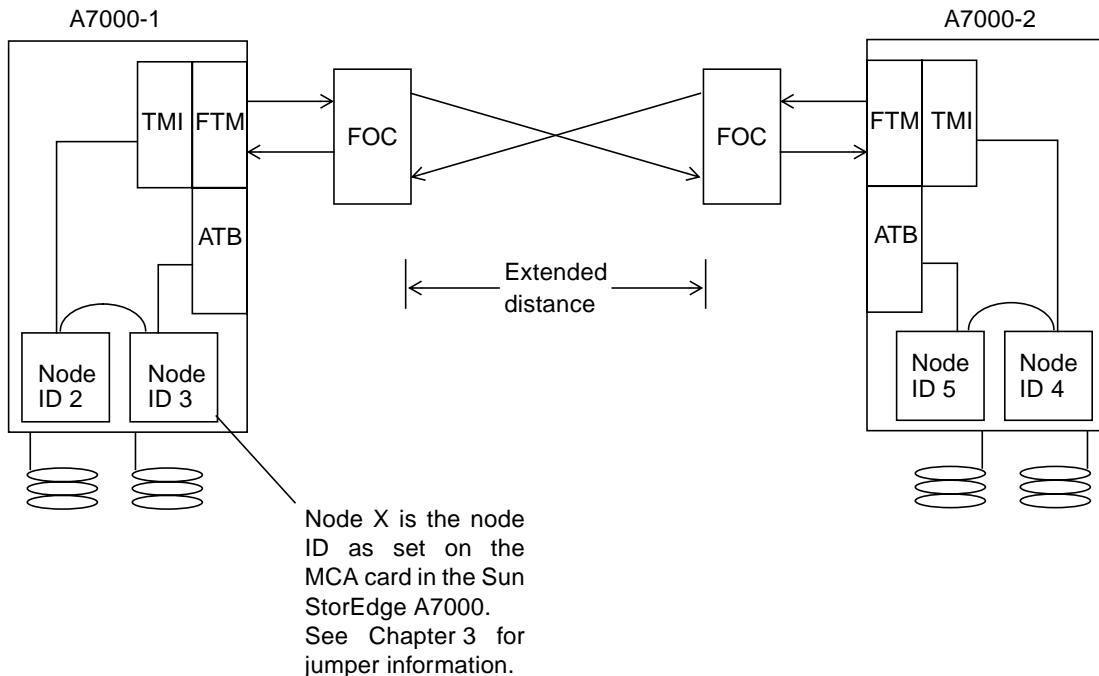 A7000-1
A7000-2
TMI
FTM
FOC
FOC
FTM
TMI
ATB
ATB
Extended
distance
Node
ID 2
Node
ID 3
Node
ID 5
Node
ID 4
Node X is the node
ID as set on the
MCA card in the Sun
StorEdge A7000.
See Chapter 3 for
jumper information.